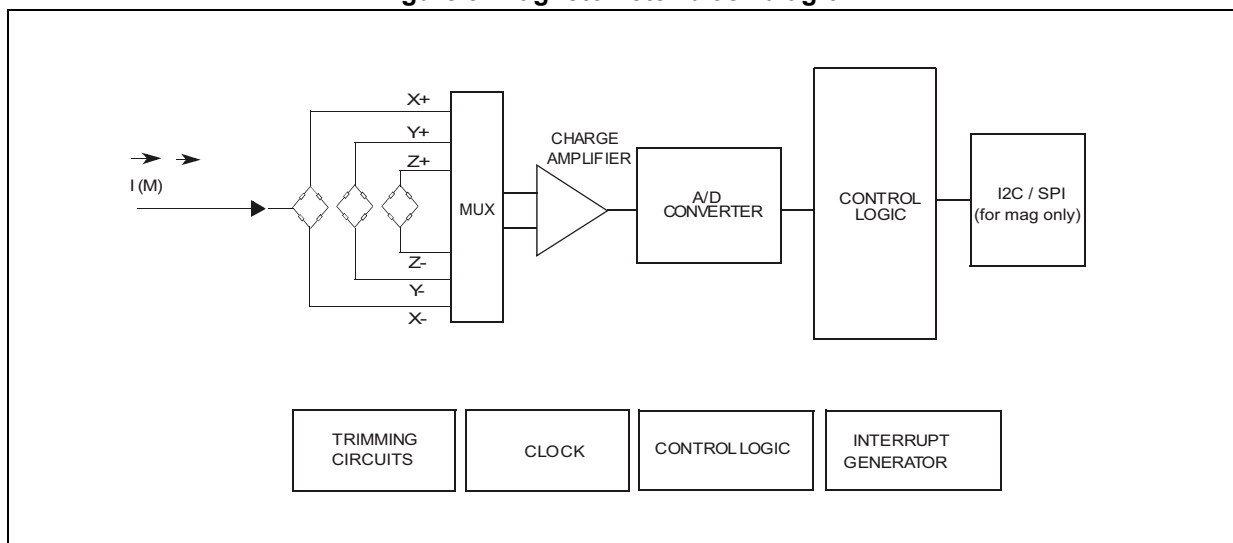 X+
Y+
Z+
I (M)
MUX
Z-
Y-
X-
CHARGE
AMPLIFIER
A/D
CONVERTER
CONTROL
LOGIC
I2C / SPI
(for mag only)
TRIMMING
CIRCUITS
CLOCK
CONTROL LOGIC
INTERRUPT
GENERATOR